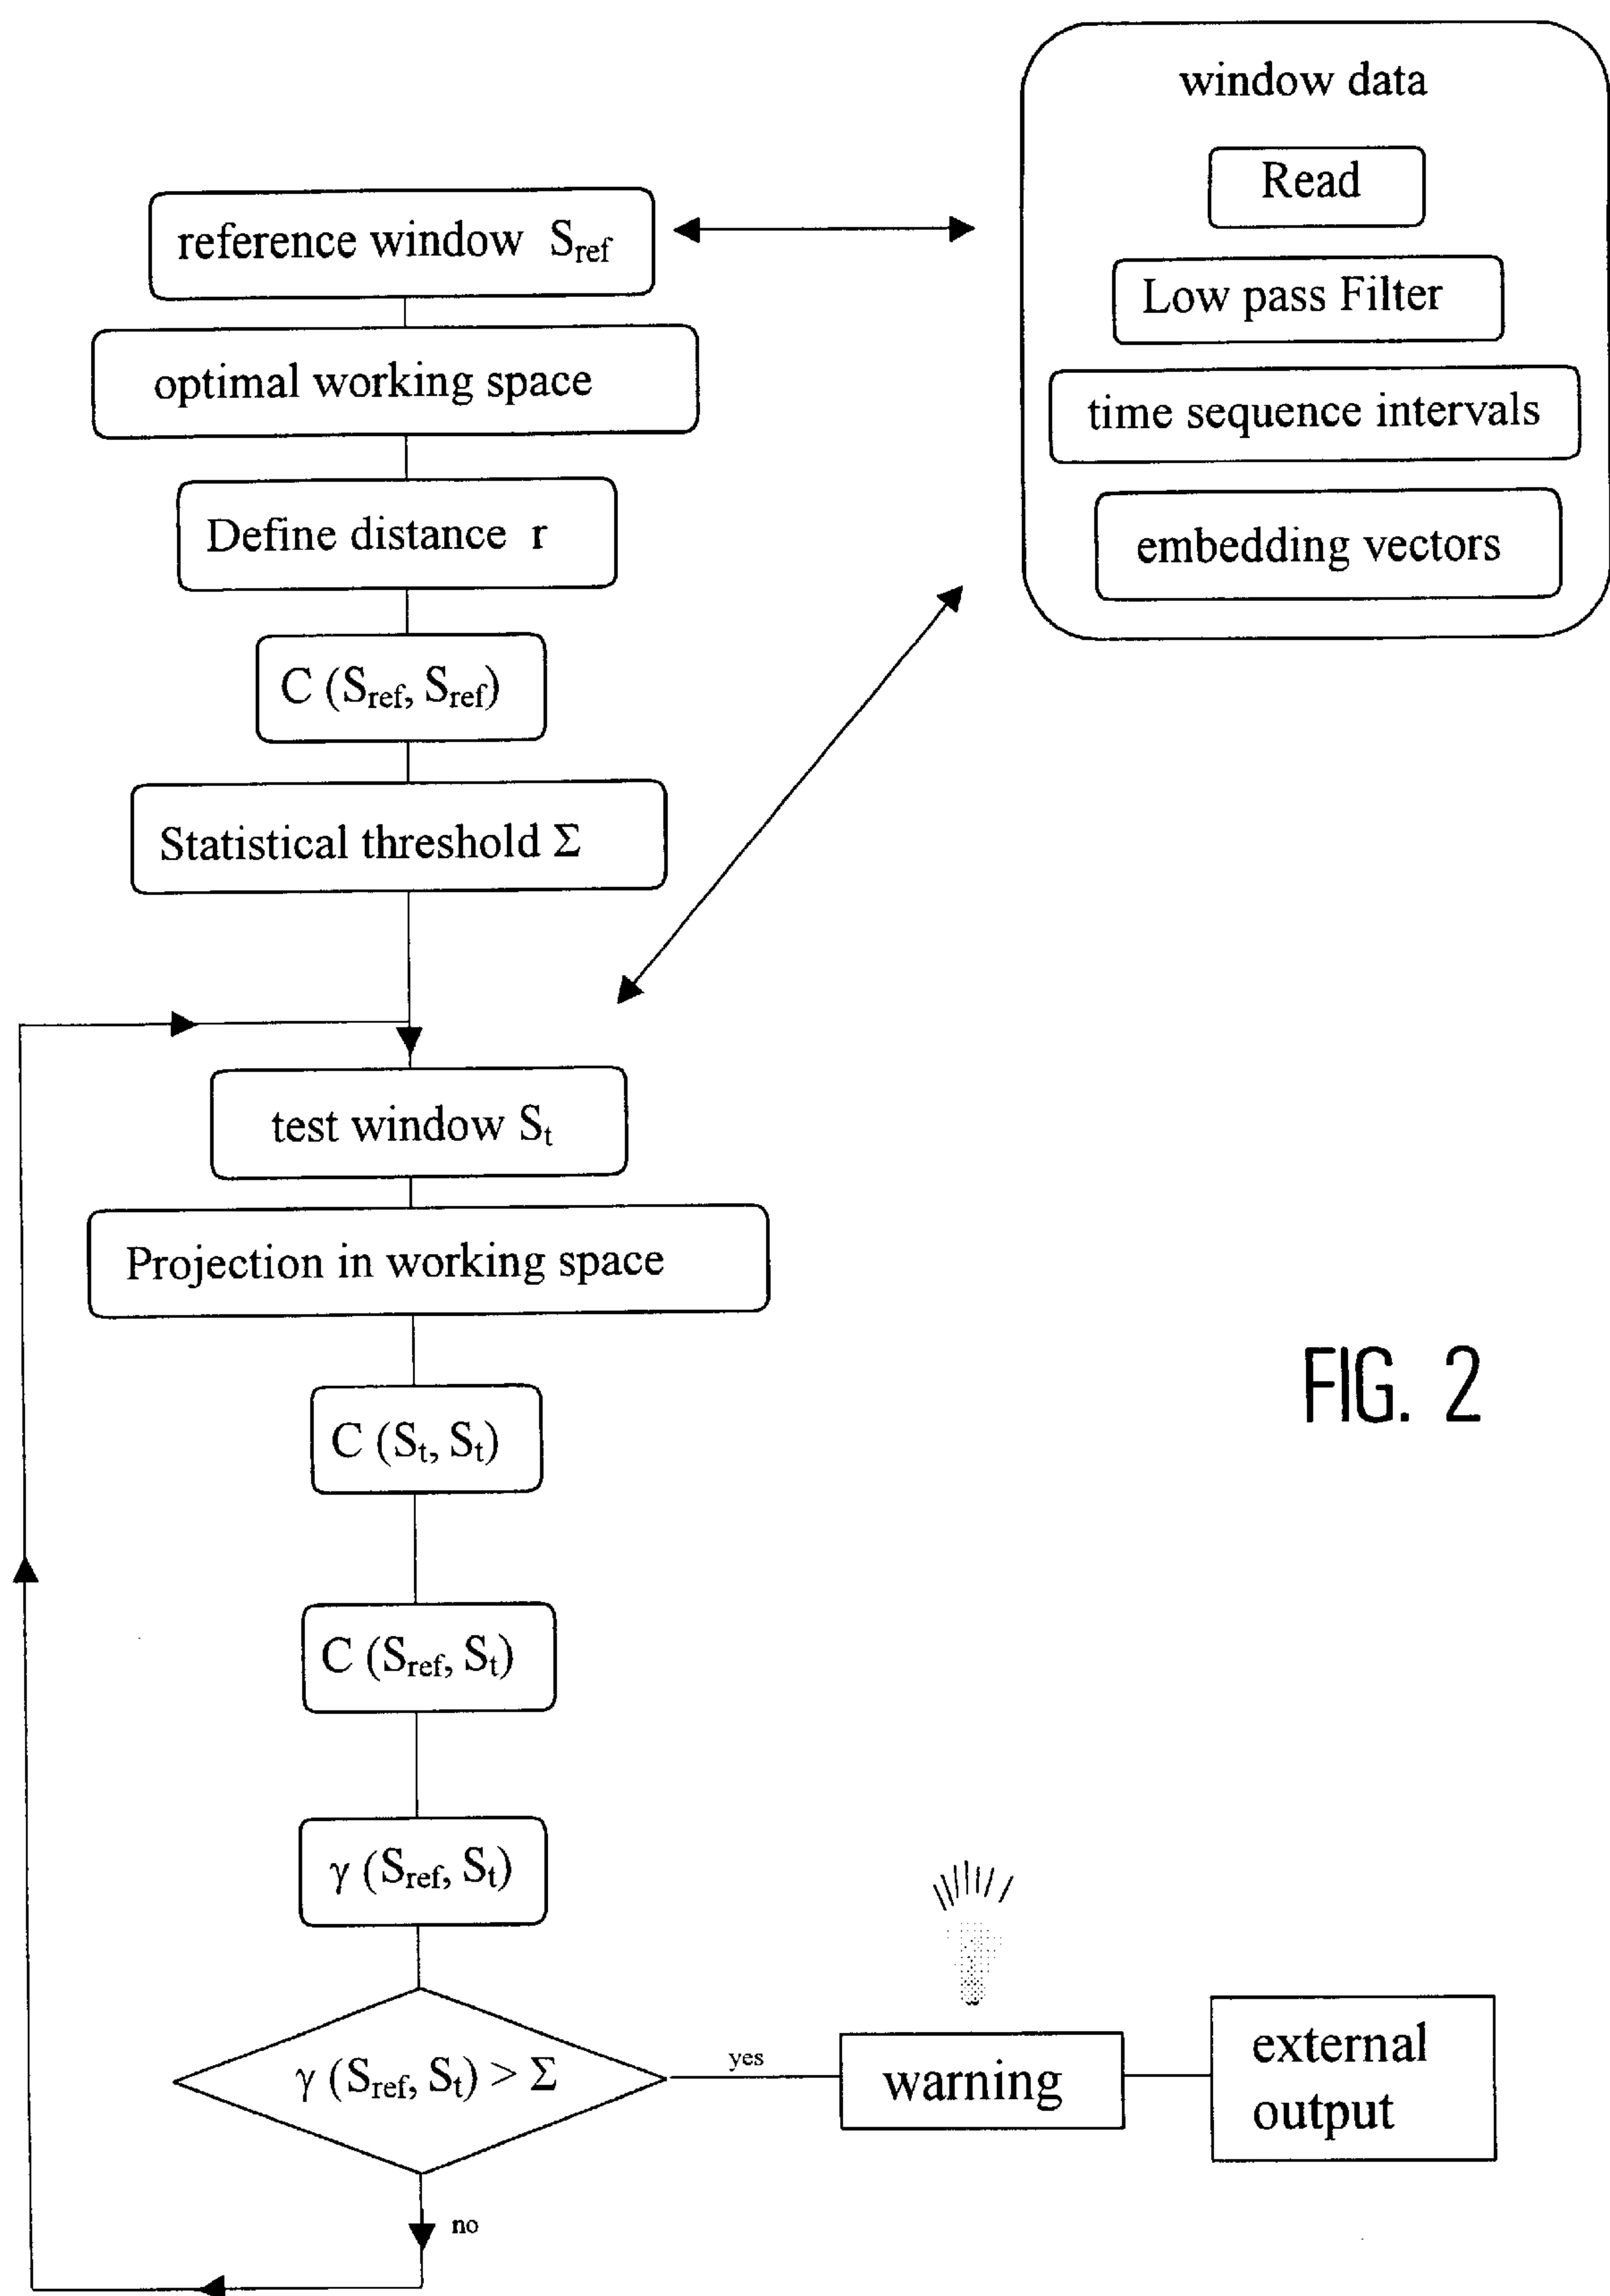 window data
Read
Low pass Filter
time sequence intervals
embedding vectors
reference window S_ref
optimal working space
Define distance r
C (S_ref, S_ref)
Statistical threshold Σ
test window S_t
Projection in working space
C (S_t, S_t)
C (S_ref, S_t)
γ (S_ref, S_t)
γ (S_ref, S_t) > Σ
yes
warning
external
output
no
FIG. 2